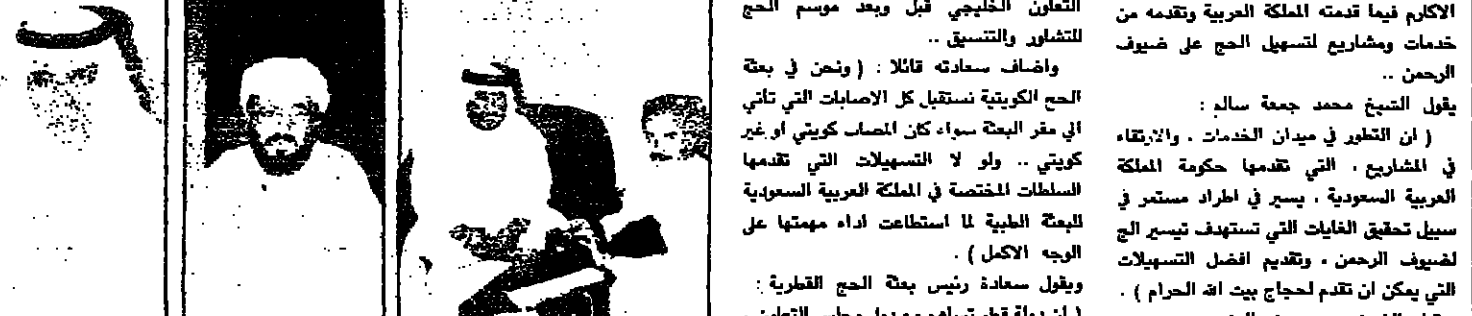 الاكارم فيما قدمته المملكة العربية وتقدمه من
خدمات ومشاريع لتسهيل الحج على ضيوف
الرحمن ..
يقول الشيخ محمد جمعة سالم :
( ان التطور في ميدان الخدمات ، والارتقاء
في المشاريع ، التي تقدمها حكومة المملكة
العربية السعودية ، يسير في اطراد مستمر في
سبيل تحقيق الغايات التي تستهدف تيسير الج
لضيوف الرحمن ، وتقديم افضل التسهيلات
التي يمكن ان تقدم لحجاج بيت الله الحرام ) .
التعاون الخليجي قبل وبعد موسم الحج
للتشاور والتنسيق ..
واضاف سعادته قائلا : ( ونحن في بعثة
الحج الكويتية نستقبل كل الاصابات التي تأتي
الي مقر البعثة سواء كان المصاب كويتي او غير
كويتي .. ولو لا التسهيلات التي تقدمها
السلطات المختصة في المملكة العربية السعودية
للبعثة الطبية لما استطاعت اداء مهمتها على
الوجه الاكمل ) .
ويقول سعادة رئيس بعثة الحج القطرية :